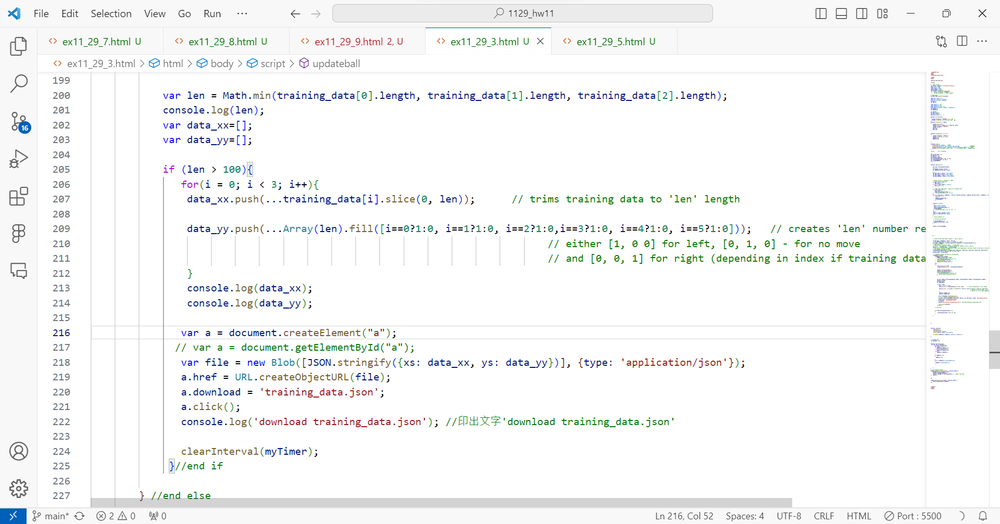 File Edit Selection View Go Run ··· 1129_hw11
ex11_29_7.html U ex11_29_8.html U ex11_29_9.html 2, U ex11_29_3.html U ex11_29_5.html U
ex11_29_3.html > html > body > script > updateball
199
200 var len = Math.min(training_data[0].length, training_data[1].length, training_data[2].length);
201 console.log(len);
202 var data_xx=[];
203 var data_yy=[];
204
205 if (len > 100){
206 for(i = 0; i < 3; i++){
207 data_xx.push(...training_data[i].slice(0, len)); // trims training data to 'len' length
208
209 data_yy.push(...Array(len).fill([i==0?1:0, i==1?1:0, i==2?1:0,i==3?1:0, i==4?1:0, i==5?1:0])); // creates 'len' number re
210 // either [1, 0 0] for left, [0, 1, 0] - for no move
211 // and [0, 0, 1] for right (depending in index if training data
212 }
213 console.log(data_xx);
214 console.log(data_yy);
215
216 var a = document.createElement("a");
217 // var a = document.getElementById("a");
218 var file = new Blob([JSON.stringify({xs: data_xx, ys: data_yy})], {type: 'application/json'});
219 a.href = URL.createObjectURL(file);
220 a.download = 'training_data.json';
221 a.click();
222 console.log('download training_data.json'); //印出文字'download training_data.json'
223
224 clearInterval(myTimer);
225 }//end if
226
227 } //end else
16
main* 2 0 0 Ln 216, Col 52 Spaces: 4 UTF-8 CRLF HTML Port : 5500